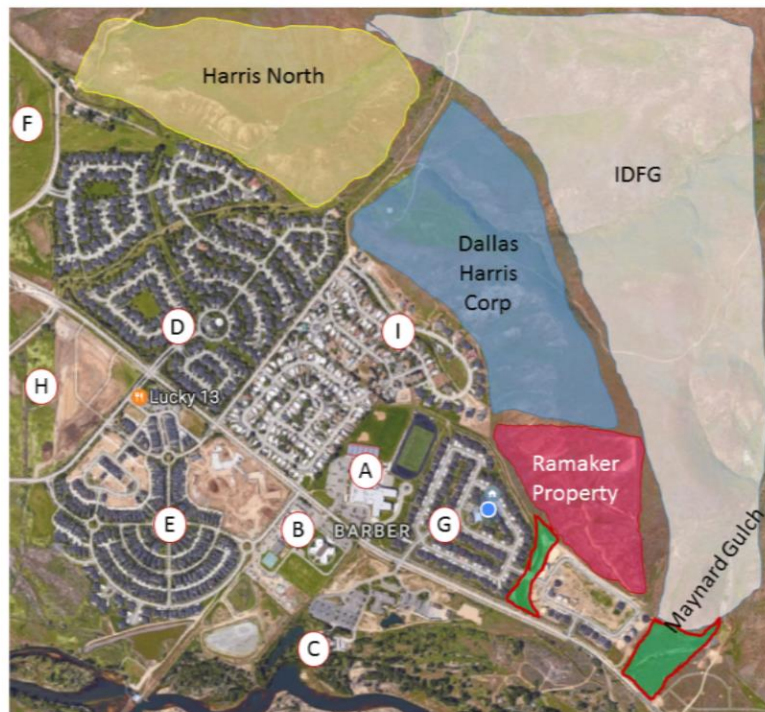 Harris North
F
IDFG
Dallas
Harris
Corp
D
I
H
Lucky 13
Ramaker
Property
A
E
B
BARBER
G
Maynard Gulch
C